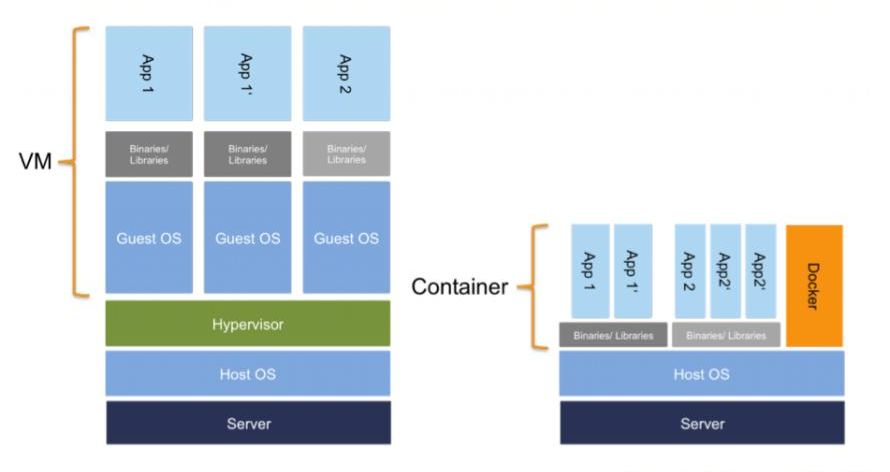 App 1
App 1'
App 2
Binaries/
Libraries
Binaries/
Libraries
Binaries/
Libraries
VM
Guest OS
Guest OS
Guest OS
Hypervisor
Host OS
Server
Container
App 1
App 1'
App 2
App2'
App2'
Docker
Binaries/ Libraries
Binaries/ Libraries
Host OS
Server